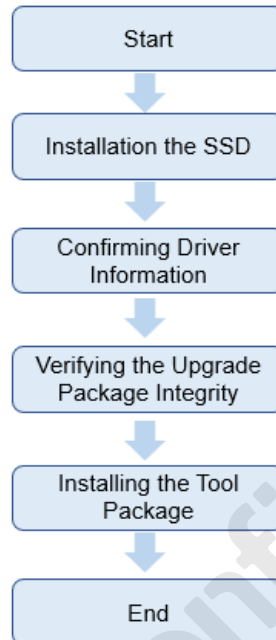 Start
Installation the SSD
Confirming Driver
Information
Verifying the Upgrade
Package Integrity
Installing the Tool
Package
End